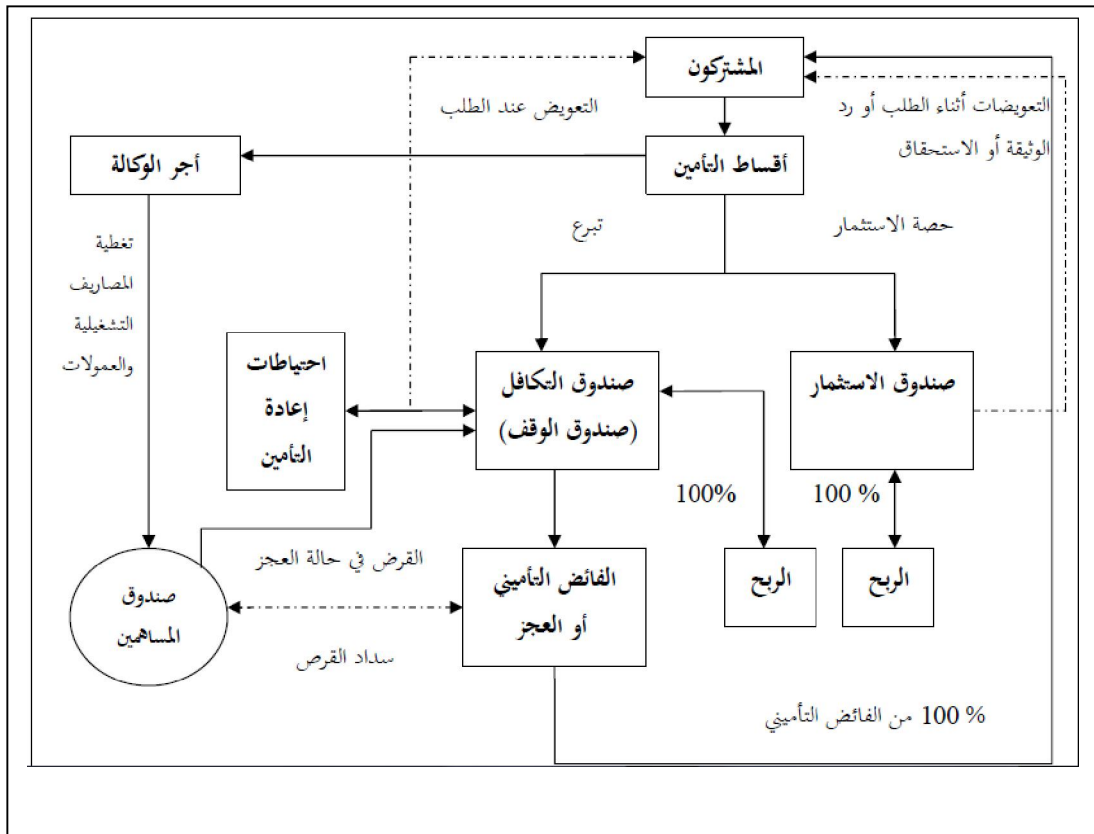 المشتركون
التعويضات أثناء الطلب أو رد
الوثيقة أو الاستحقاق
التعويض عند الطلب
أقساط التأمين
أجر الوكالة
حصة الاستثمار
تبرع
تغطية
المصاريف
التشغيلية
والعمولات
صندوق الاستثمار
صندوق التكافل
(صندوق الوقف)
احتياطات
إعادة
التأمين
100 %
100%
الربح
الربح
الفائض التأميني
أو العجز
القرض في حالة العجز
صندوق
المساهمين
سداد القرص
100 % من الفائض التأميني